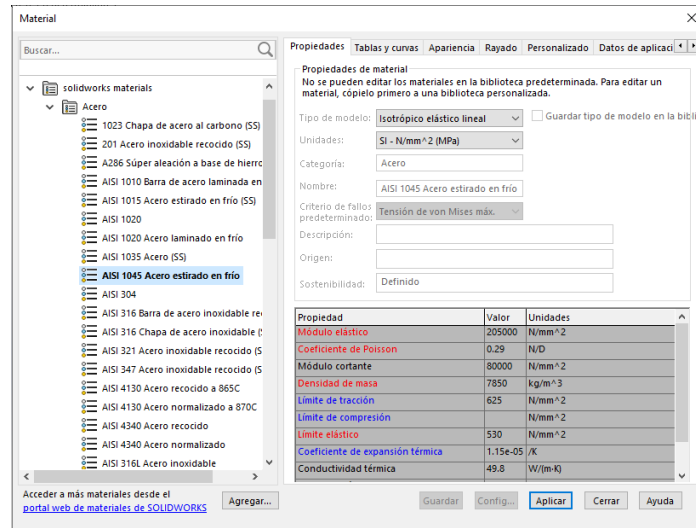 Material
Buscar...
solidworks materials
Acero
1023 Chapa de acero al carbono (SS)
201 Acero inoxidable recocido (SS)
A286 Súper aleación a base de hierro
AISI 1010 Barra de acero laminada en
AISI 1015 Acero estirado en frío (SS)
AISI 1020
AISI 1020 Acero laminado en frío
AISI 1035 Acero (SS)
AISI 1045 Acero estirado en frío
AISI 304
AISI 316 Barra de acero inoxidable re
AISI 316 Chapa de acero inoxidable (
AISI 321 Acero inoxidable recocido (S
AISI 347 Acero inoxidable recocido (S
AISI 4130 Acero recocido a 865C
AISI 4130 Acero normalizado a 870C
AISI 4340 Acero recocido
AISI 4340 Acero normalizado
AISI 316L Acero inoxidable
Acceder a más materiales desde el
portal web de materiales de SOLIDWORKS
Agregar...
Propiedades Tablas y curvas Apariencia Rayado Personalizado Datos de aplicaci
Propiedades de material
No se pueden editar los materiales en la biblioteca predeterminada. Para editar un
material, cópielo primero a una biblioteca personalizada.
Tipo de modelo: Isotrópico elástico lineal Guardar tipo de modelo en la bibli
Unidades: SI - N/mm^2 (MPa)
Categoría: Acero
Nombre: AISI 1045 Acero estirado en frío
Criterio de fallos
predeterminado: Tensión de von Mises máx.
Descripción:
Origen:
Sostenibilidad: Definido
Propiedad Valor Unidades
Módulo elástico 205000 N/mm^2
Coeficiente de Poisson 0.29 N/D
Módulo cortante 80000 N/mm^2
Densidad de masa 7850 kg/m^3
Límite de tracción 625 N/mm^2
Límite de compresión N/mm^2
Límite elástico 530 N/mm^2
Coeficiente de expansión térmica 1.15e-05 /K
Conductividad térmica 49.8 W/(m·K)
Guardar Config... Aplicar Cerrar Ayuda